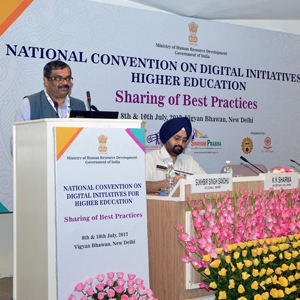 Ministry of Human Resource Development
Government of India
NATIONAL CONVENTION ON DIGITAL INITIATIVES
HIGHER EDUCATION
Sharing of Best Practices
8th & 10th July, 2017, Vigyan Bhawan, New Delhi
SWAYAM PRABHA
Ministry of Human Resource Development
Government of India
NATIONAL CONVENTION ON
DIGITAL INITIATIVES FOR
HIGHER EDUCATION
Sharing of Best Practices
8th & 10th July, 2017
Vigyan Bhawan, New Delhi
SUKHBIR SINGH SANDHU
K K SHARMA